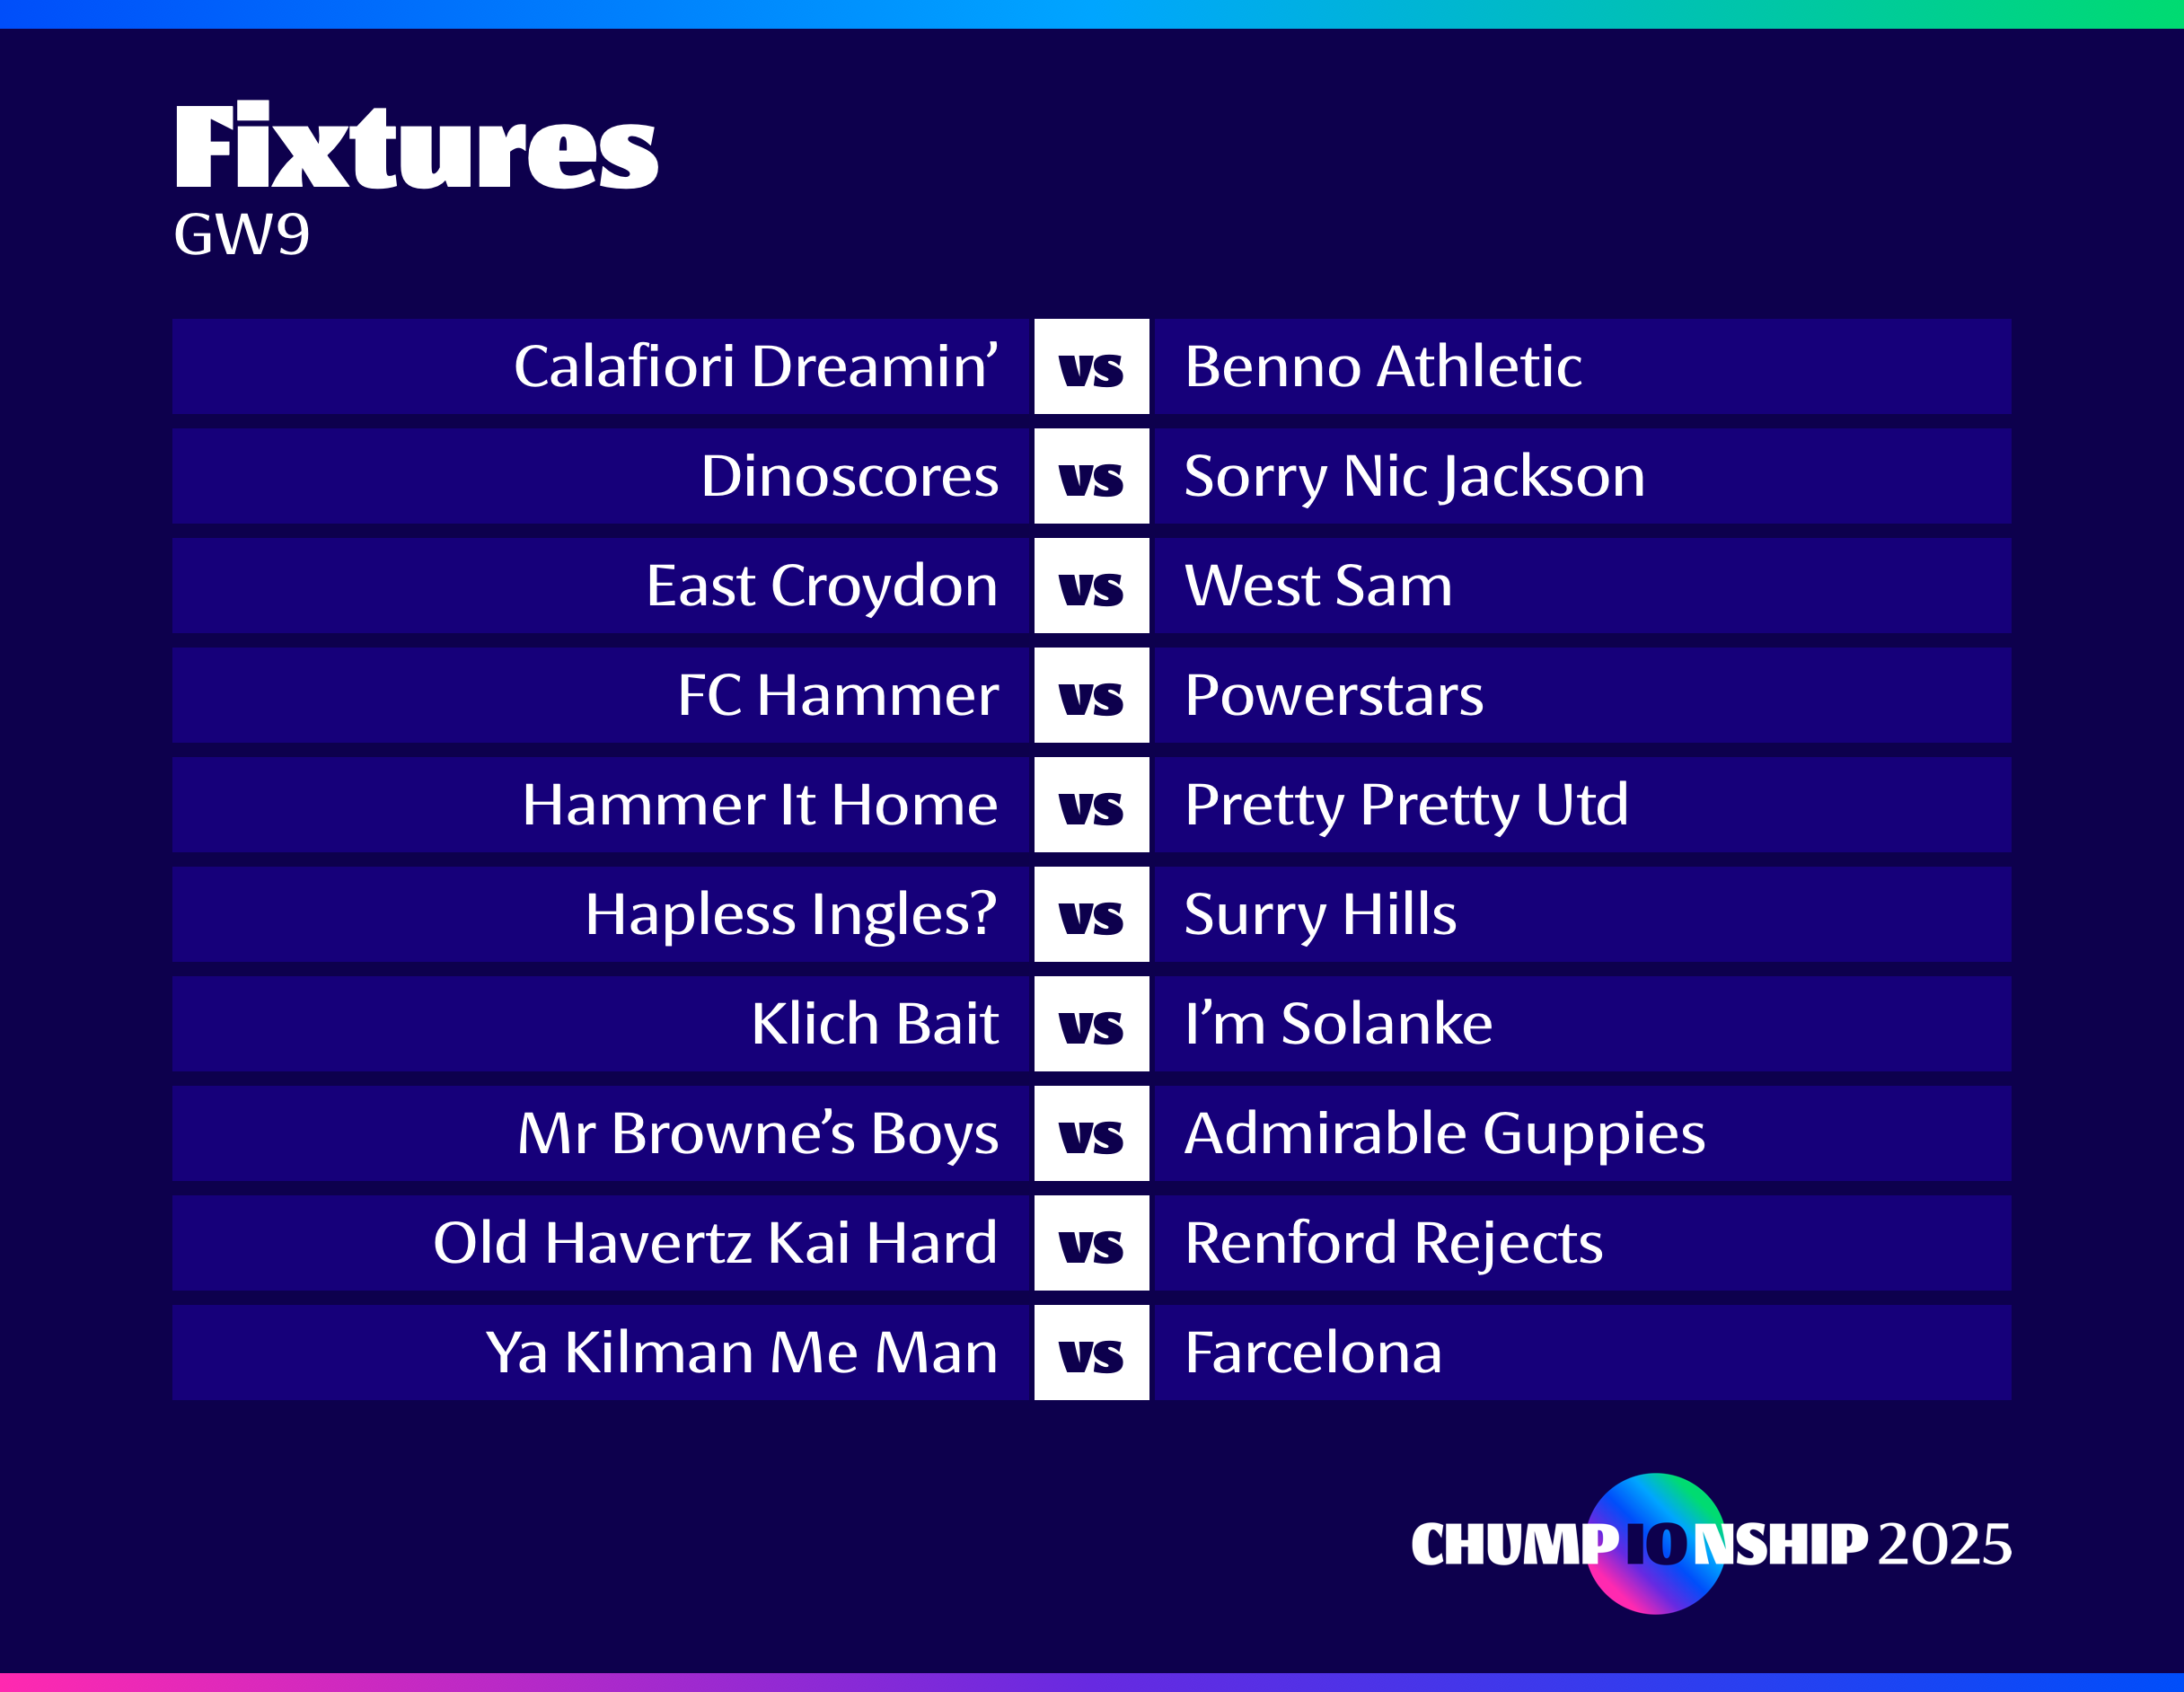 Fixtures
GW9
Calafiori Dreamin’ vs Benno Athletic
Dinoscores vs Sorry Nic Jackson
East Croydon vs West Sam
FC Hammer vs Powerstars
Hammer It Home vs Pretty Pretty Utd
Hapless Ingles? vs Surry Hills
Klich Bait vs I’m Solanke
Mr Browne’s Boys vs Admirable Guppies
Old Havertz Kai Hard vs Renford Rejects
Ya Kilman Me Man vs Farcelona
CHUMPIONSHIP 2025